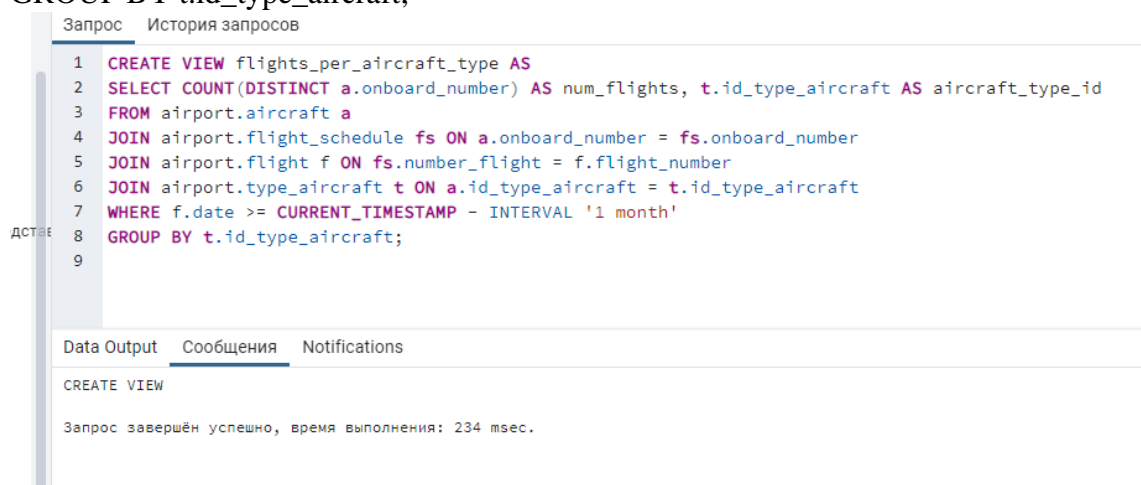 GROUP BY t.id_type_aircraft;
Запрос История запросов
1 CREATE VIEW flights_per_aircraft_type AS
2 SELECT COUNT(DISTINCT a.onboard_number) AS num_flights, t.id_type_aircraft AS aircraft_type_id
3 FROM airport.aircraft a
4 JOIN airport.flight_schedule fs ON a.onboard_number = fs.onboard_number
5 JOIN airport.flight f ON fs.number_flight = f.flight_number
6 JOIN airport.type_aircraft t ON a.id_type_aircraft = t.id_type_aircraft
7 WHERE f.date >= CURRENT_TIMESTAMP - INTERVAL '1 month'
8 GROUP BY t.id_type_aircraft;
9
Data Output Сообщения Notifications
CREATE VIEW
Запрос завершён успешно, время выполнения: 234 msec.